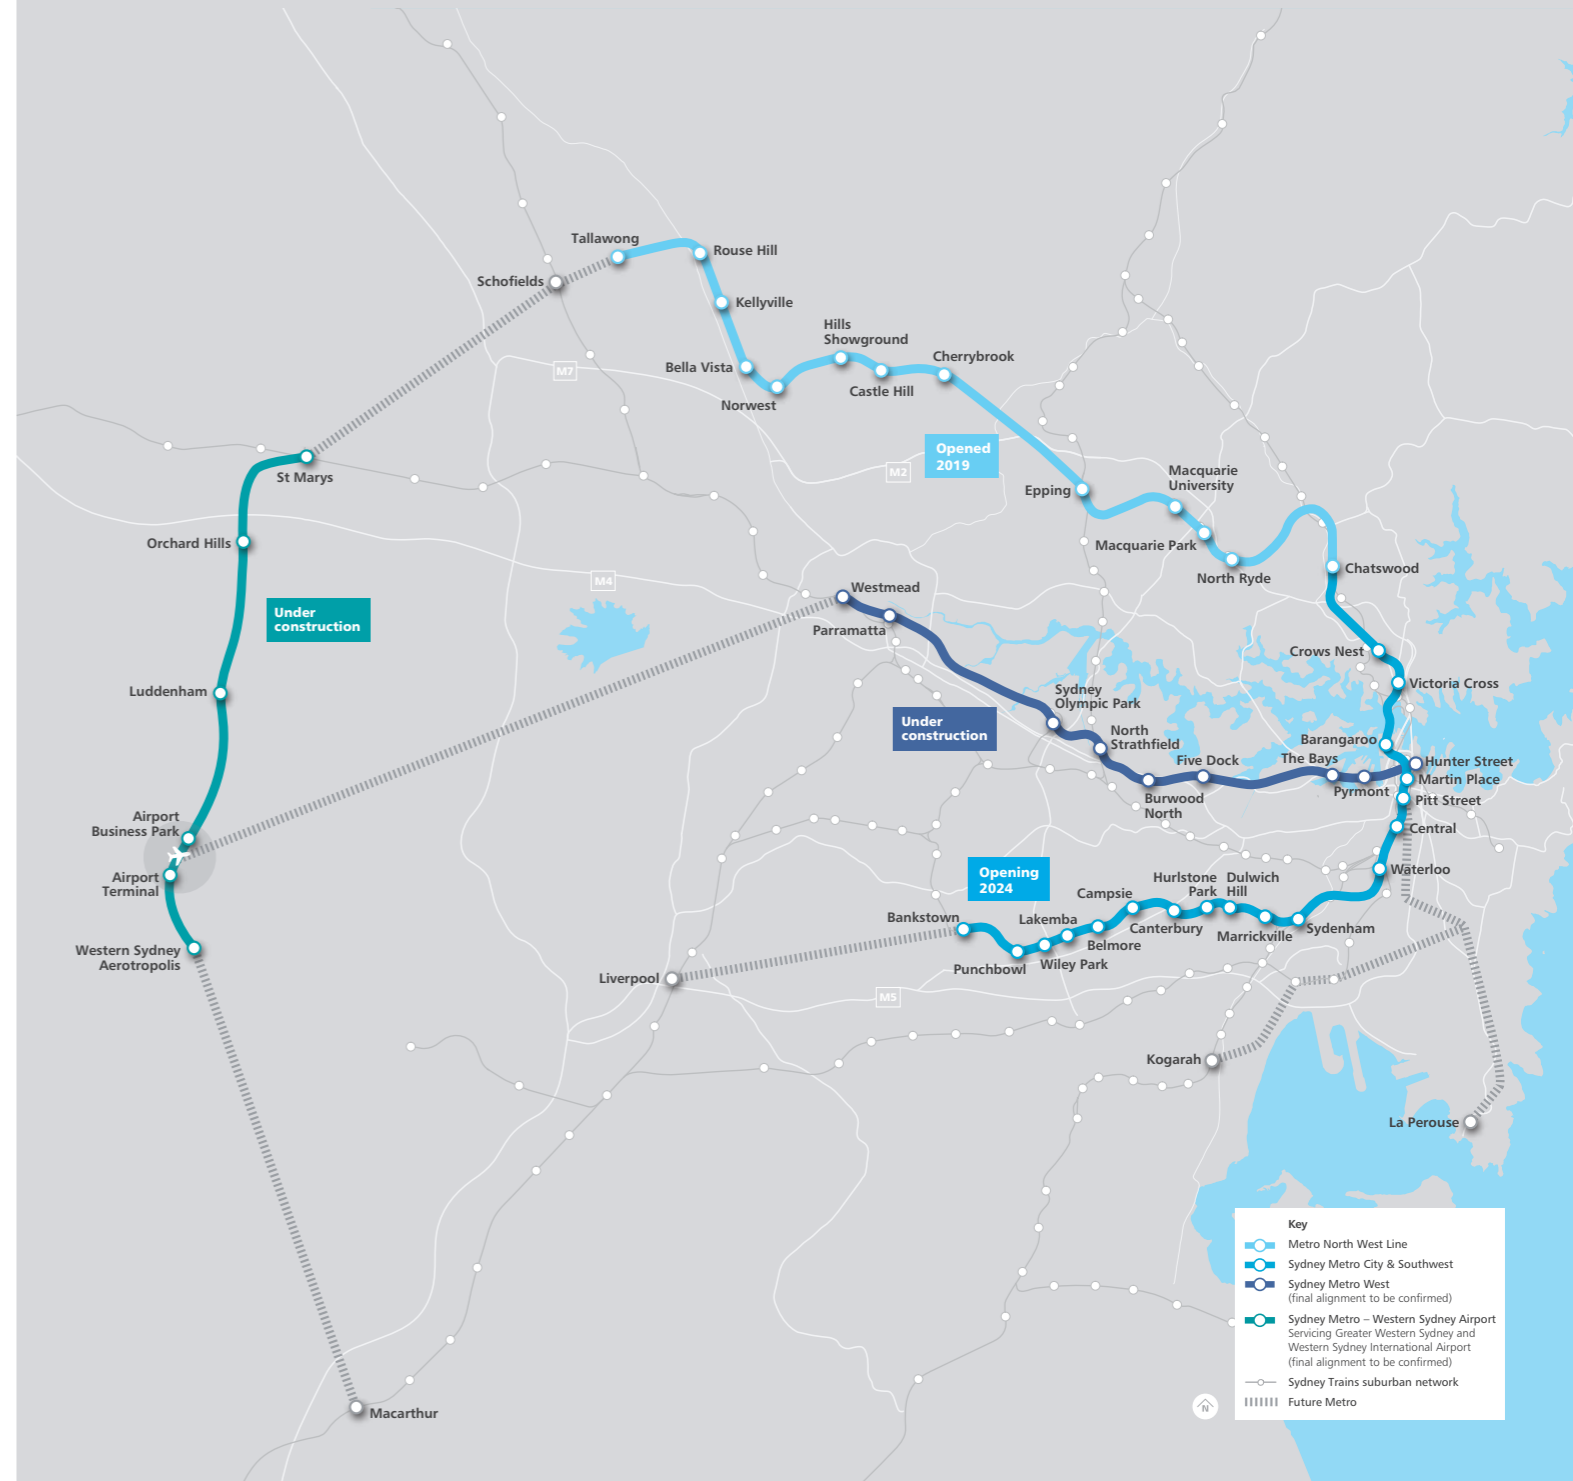 Tallawong
Rouse Hill
Schofields
Kellyville
Hills
Showground
Cherrybrook
Bella Vista
M7
Castle Hill
Norwest
Opened
2019
M2
Macquarie
University
St Marys
Epping
Orchard Hills
Macquarie Park
Chatswood
North Ryde
M4
Westmead
Under
construction
Parramatta
Crows Nest
Victoria Cross
Luddenham
Sydney
Olympic Park
Under
construction
North
Strathfield
Barangaroo
Five Dock
The Bays
Hunter Street
Martin Place
Pyrmont
Pitt Street
Burwood
North
Airport
Business Park
Central
Airport
Terminal
Opening
2024
Waterloo
Hurlstone
Park
Dulwich
Hill
Campsie
Bankstown
Lakemba
Canterbury
Sydenham
Marrickville
Belmore
Western Sydney
Aerotropolis
Wiley Park
Punchbowl
Liverpool
M5
Kogarah
La Perouse
Macarthur
N
Key
Metro North West Line
Sydney Metro City & Southwest
Sydney Metro West
(final alignment to be confirmed)
Sydney Metro – Western Sydney Airport
Servicing Greater Western Sydney and
Western Sydney International Airport
(final alignment to be confirmed)
Sydney Trains suburban network
Future Metro